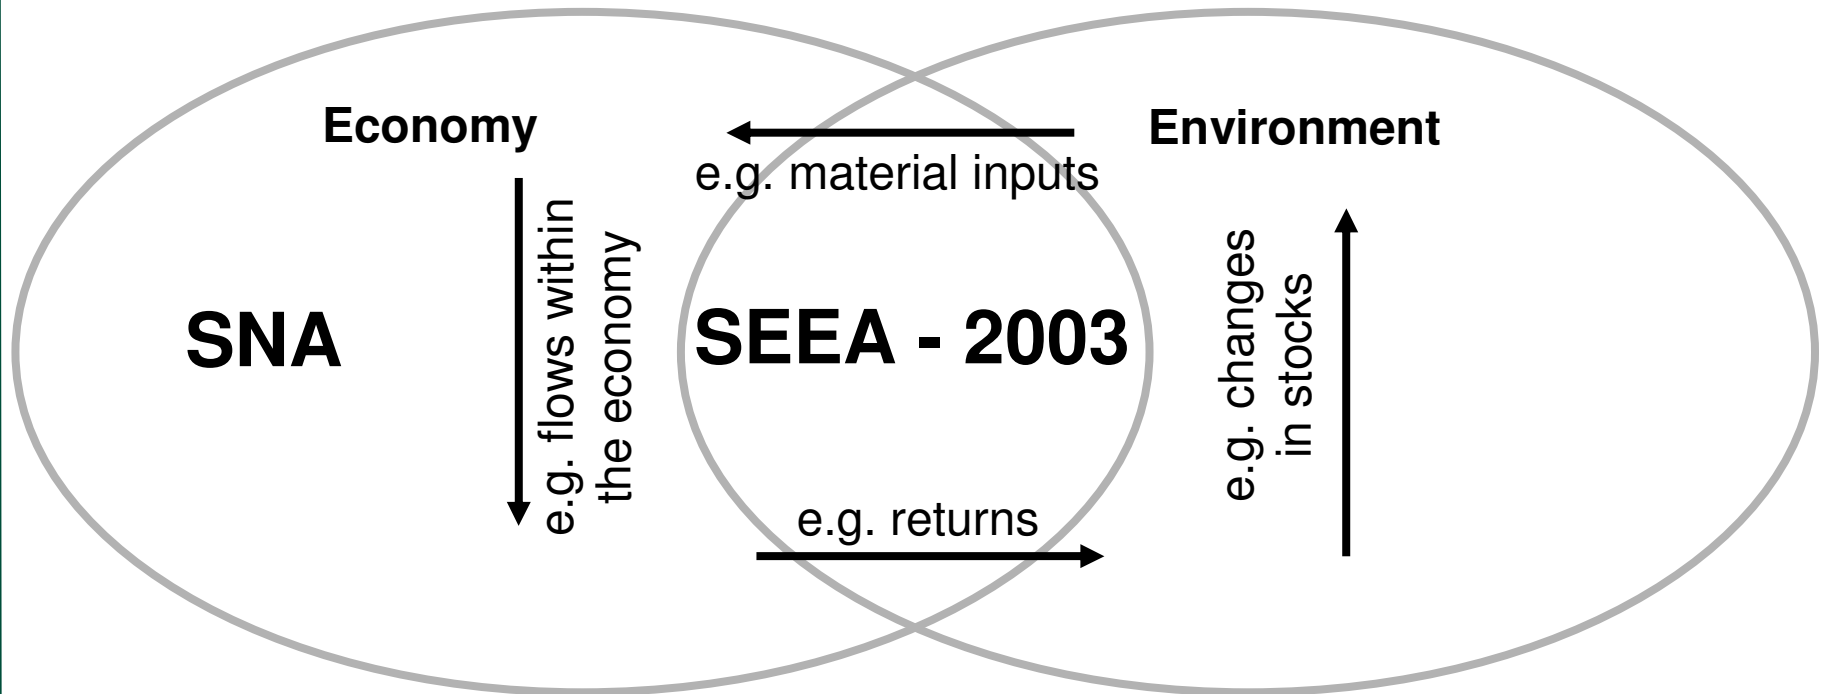 Economy
Environment
e.g. material inputs
SNA
e.g. flows within
the economy
SEEA - 2003
e.g. changes
in stocks
e.g. returns